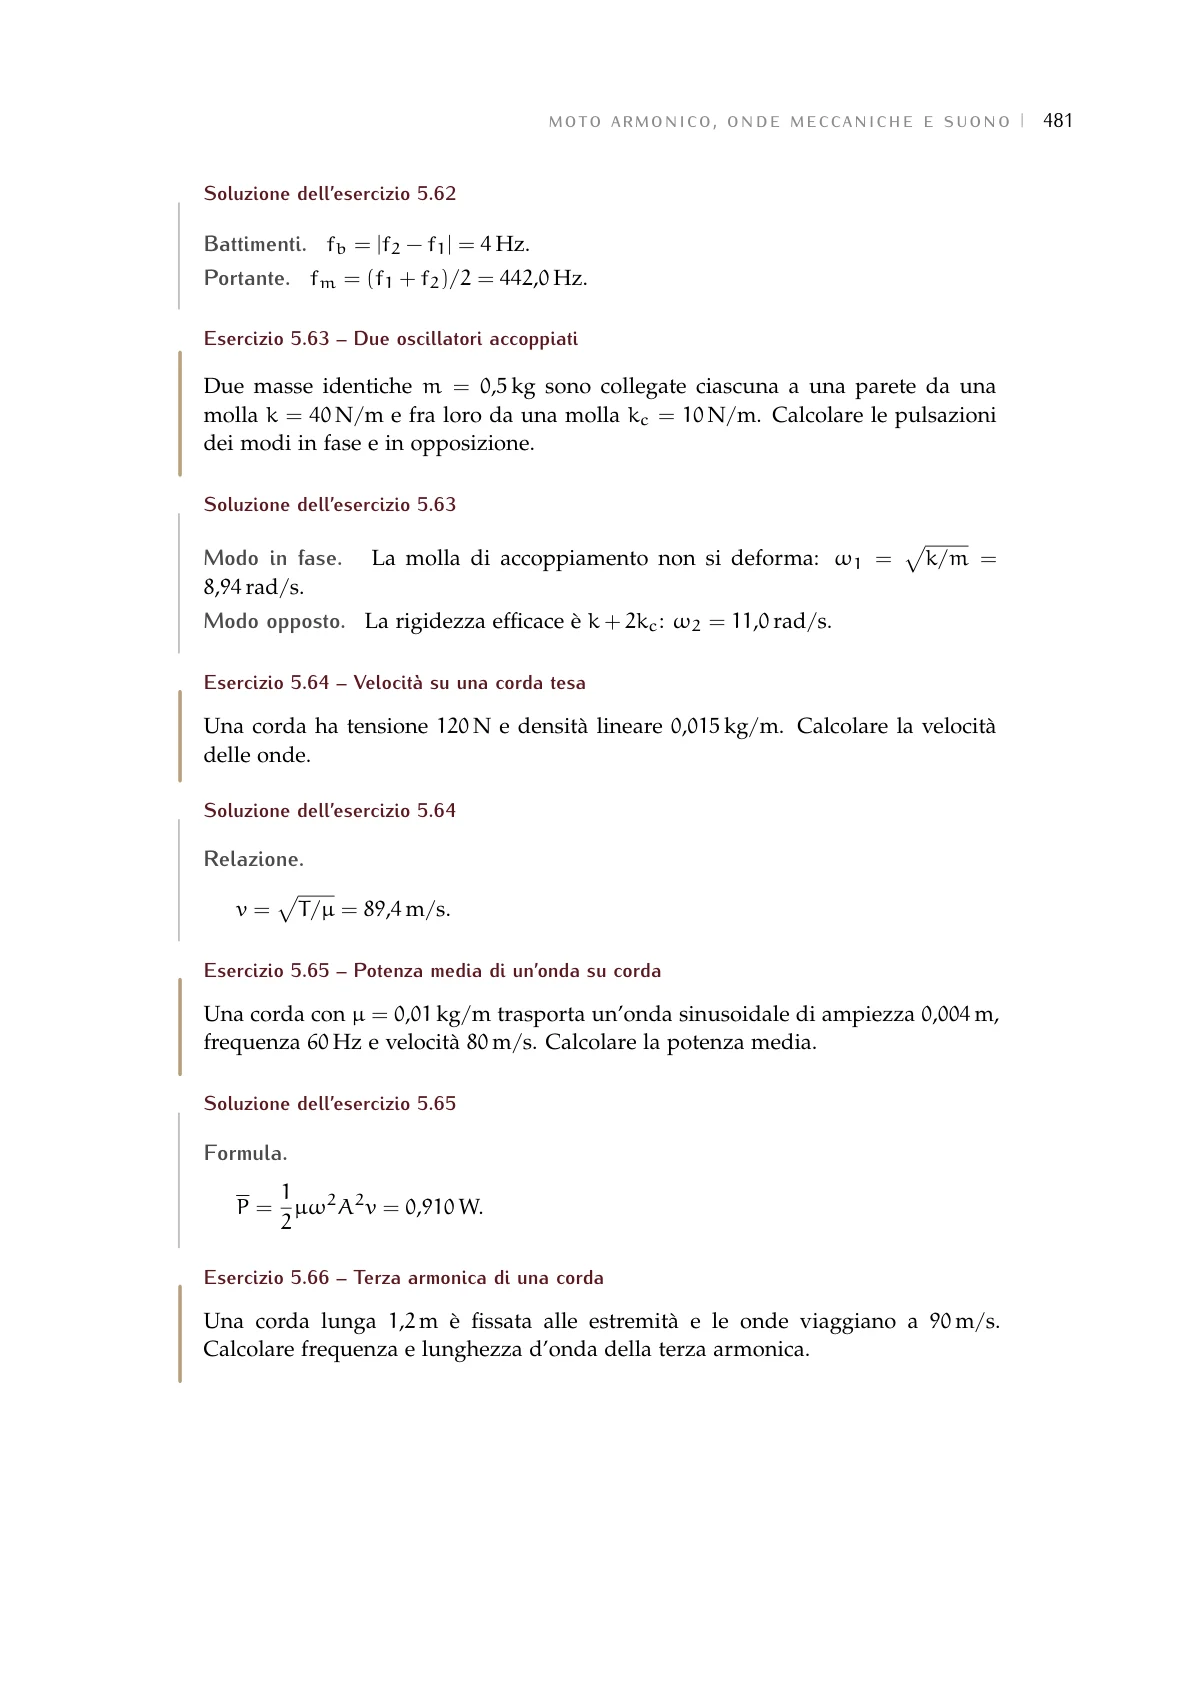 MOTO ARMONICO, ONDE MECCANICHE E SUONO | 481
Soluzione dell'esercizio 5.62
Battimenti. f_b = |f_2 − f_1| = 4 Hz.
Portante. f_m = (f_1 + f_2)/2 = 442,0 Hz.
Esercizio 5.63 – Due oscillatori accoppiati
Due masse identiche m = 0,5 kg sono collegate ciascuna a una parete da una
molla k = 40 N/m e fra loro da una molla k_c = 10 N/m. Calcolare le pulsazioni
dei modi in fase e in opposizione.
Soluzione dell'esercizio 5.63
Modo in fase. La molla di accoppiamento non si deforma: ω_1 = √(k/m) =
8,94 rad/s.
Modo opposto. La rigidezza efficace è k + 2k_c: ω_2 = 11,0 rad/s.
Esercizio 5.64 – Velocità su una corda tesa
Una corda ha tensione 120 N e densità lineare 0,015 kg/m. Calcolare la velocità
delle onde.
Soluzione dell'esercizio 5.64
Relazione.
v = √(T/μ) = 89,4 m/s.
Esercizio 5.65 – Potenza media di un'onda su corda
Una corda con μ = 0,01 kg/m trasporta un'onda sinusoidale di ampiezza 0,004 m,
frequenza 60 Hz e velocità 80 m/s. Calcolare la potenza media.
Soluzione dell'esercizio 5.65
Formula.
P̅ = 1/2 μω²A²v = 0,910 W.
Esercizio 5.66 – Terza armonica di una corda
Una corda lunga 1,2 m è fissata alle estremità e le onde viaggiano a 90 m/s.
Calcolare frequenza e lunghezza d'onda della terza armonica.